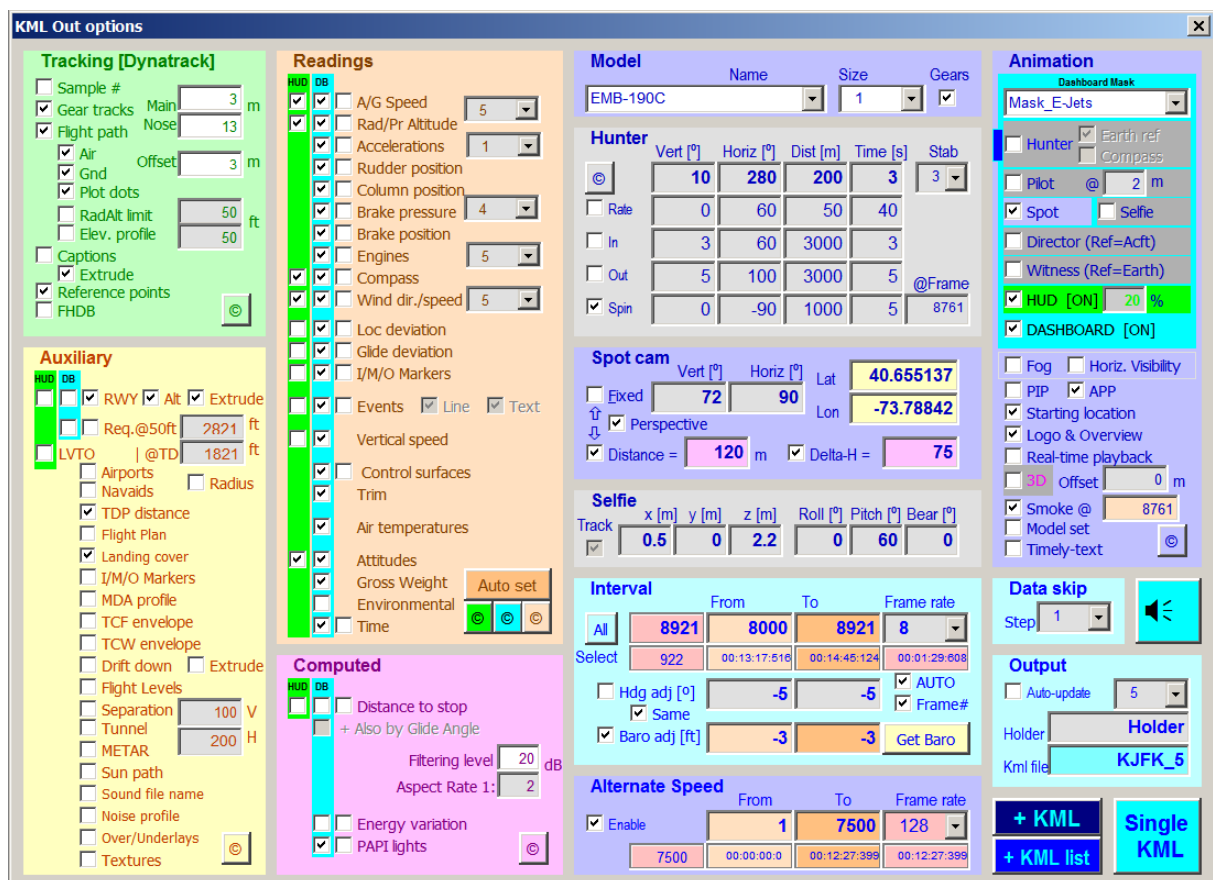 KML Out options
Tracking [Dynatrack]
Sample #
Gear tracks Main 3 m
Flight path Nose 13
Air
Gnd Offset 3 m
Plot dots
RadAlt limit 50 ft
Elev. profile 50
Captions
Extrude
Reference points
FHDB ©
Auxiliary
HUD DB
RWY Alt Extrude
Req.@50ft 2821 ft
LVTO | @TD 1821 ft
Airports
Navaids Radius
TDP distance
Flight Plan
Landing cover
I/M/O Markers
MDA profile
TCF envelope
TCW envelope
Drift down Extrude
Flight Levels
Separation 100 V
Tunnel
METAR 200 H
Sun path
Sound file name
Noise profile
Over/Underlays
Textures ©
Readings
HUD DB
A/G Speed 5
Rad/Pr Altitude
Accelerations 1
Rudder position
Column position
Brake pressure 4
Brake position
Engines 5
Compass
Wind dir./speed 5
Loc deviation
Glide deviation
I/M/O Markers
Events Line Text
Vertical speed
Control surfaces
Trim
Air temperatures
Attitudes
Gross Weight Auto set
Environmental
Time © © ©
Computed
HUD DB
Distance to stop
+ Also by Glide Angle
Filtering level 20 dB
Aspect Rate 1: 2
Energy variation
PAPI lights ©
Model
Name Size Gears
EMB-190C 1
Hunter
Vert [º] Horiz [º] Dist [m] Time [s] Stab
© 10 280 200 3 3
Rate 0 60 50 40
In 3 60 3000 3
Out 5 100 3000 5 @Frame
Spin 0 -90 1000 5 8761
Spot cam
Vert [º] Horiz [º] Lat 40.655137
Fixed 72 90 Lon -73.78842
Perspective
Distance = 120 m Delta-H = 75
Selfie
Track x [m] y [m] z [m] Roll [º] Pitch [º] Bear [º]
0.5 0 2.2 0 60 0
Interval
From To Frame rate
All 8921 8000 8921 8
Select 922 00:13:17:516 00:14:45:124 00:01:29:608
Hdg adj [º] -5 -5 AUTO
Same Frame#
Baro adj [ft] -3 -3 Get Baro
Alternate Speed
From To Frame rate
Enable 1 7500 128
7500 00:00:00:0 00:12:27:399 00:12:27:399
Animation
Dashboard Mask
Mask_E-Jets
Hunter Earth ref
Compass
Pilot @ 2 m
Spot Selfie
Director (Ref=Acft)
Witness (Ref=Earth)
HUD [ON] 20 %
DASHBOARD [ON]
Fog Horiz. Visibility
PIP APP
Starting location
Logo & Overview
Real-time playback
3D Offset 0 m
Smoke @ 8761
Model set
Timely-text ©
Data skip
Step 1
Output
Auto-update 5
Holder Holder
Kml file KJFK_5
+ KML
+ KML list
Single
KML